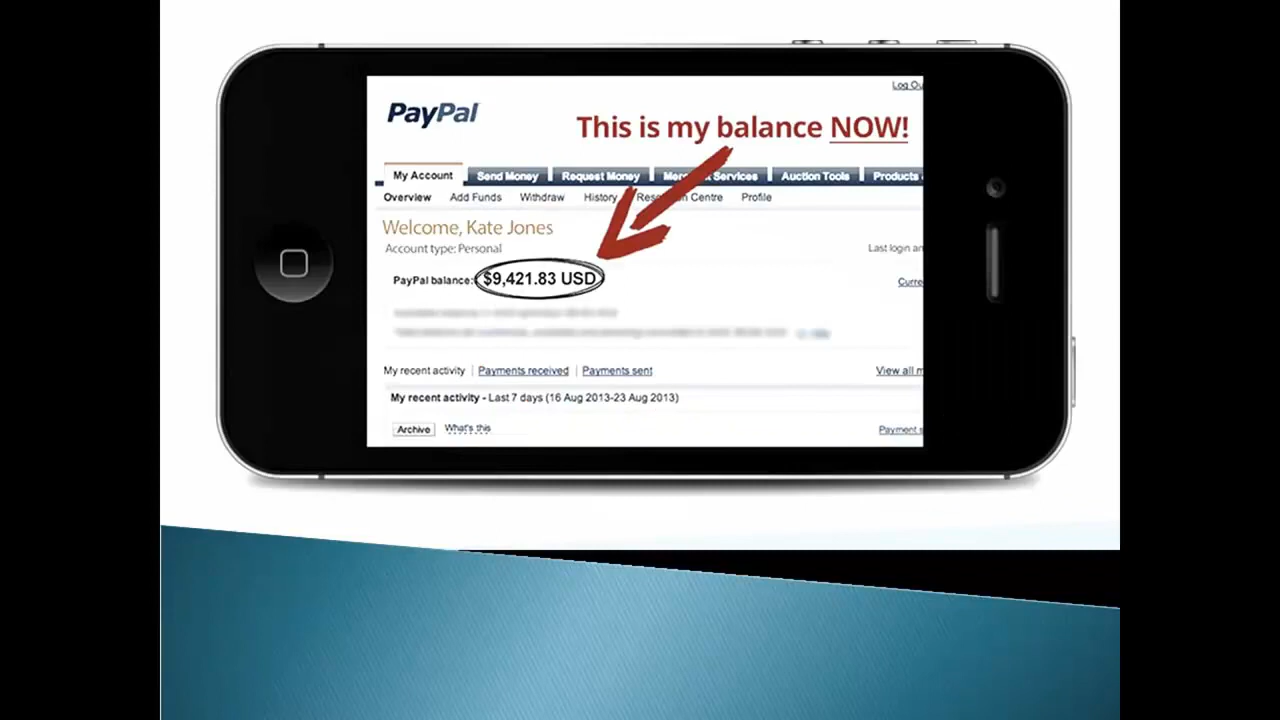 Log Ou
PayPal
This is my balance NOW!
My Account Send Money Request Money Services Auction Tools Products
Overview Add Funds Withdraw History Centre Profile
Welcome, Kate Jones
Account type: Personal
Last login an
PayPal balance: $9,421.83 USD
Curre
My recent activity | Payments received | Payments sent
View all m
My recent activity - Last 7 days (16 Aug 2013-23 Aug 2013)
Archive What's this
Payment s